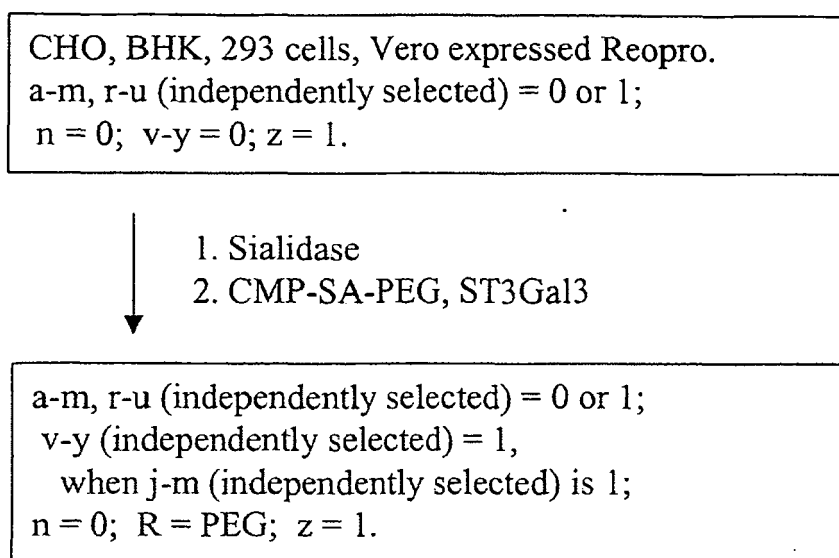 CHO, BHK, 293 cells, Vero expressed Reopro.
a-m, r-u (independently selected) = 0 or 1;
n = 0; v-y = 0; z = 1.
1. Sialidase
2. CMP-SA-PEG, ST3Gal3
a-m, r-u (independently selected) = 0 or 1;
v-y (independently selected) = 1,
when j-m (independently selected) is 1;
n = 0; R = PEG; z = 1.